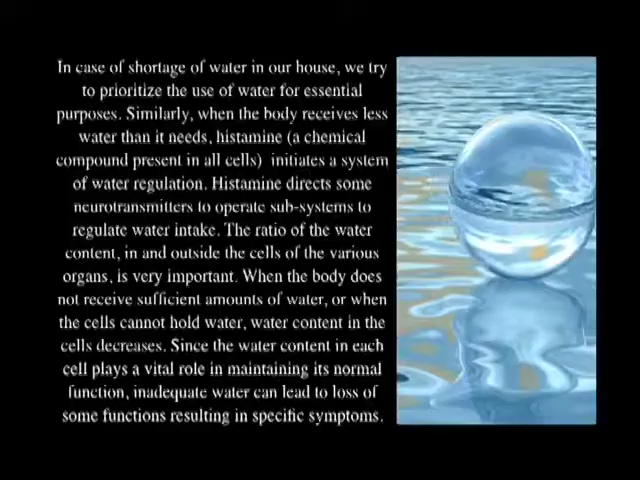 In case of shortage of water in our house, we try
to prioritize the use of water for essential
purposes. Similarly, when the body receives less
water than it needs, histamine (a chemical
compound present in all cells)  initiates a system
of water regulation. Histamine directs some
neurotransmitters to operate sub-systems to
regulate water intake. The ratio of the water
content, in and outside the cells of the various
organs, is very important. When the body does
not receive sufficient amounts of water, or when
the cells cannot hold water, water content in the
cells decreases. Since the water content in each
cell plays a vital role in maintaining its normal
function, inadequate water can lead to loss of
some functions resulting in specific symptoms.